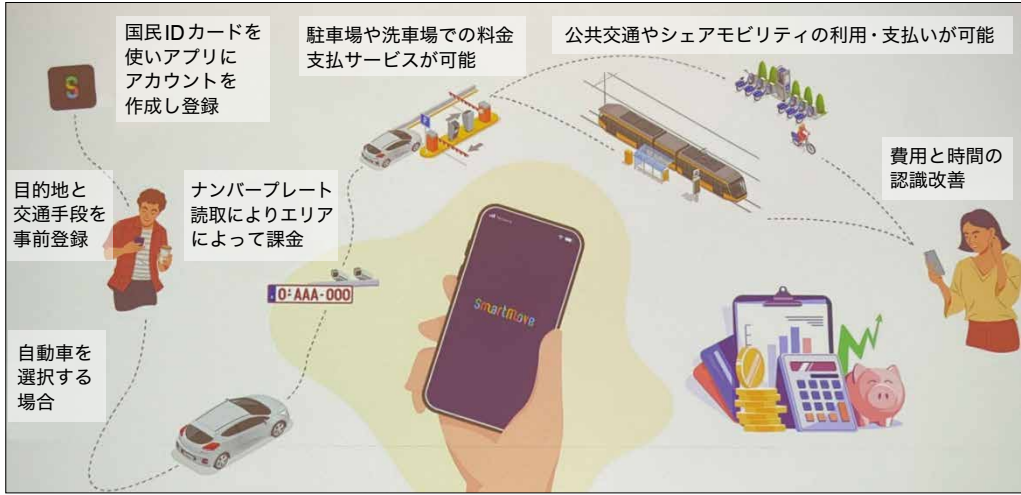 国民IDカードを
使いアプリに
アカウントを
作成し登録
駐車場や洗車場での料金
支払サービスが可能
公共交通やシェアモビリティの利用・支払いが可能
S
目的地と
交通手段を
事前登録
ナンバープレート
読取によりエリア
によって課金
費用と時間の
認識改善
P
O-AAA-000
SmartMove
自動車を
選択する
場合